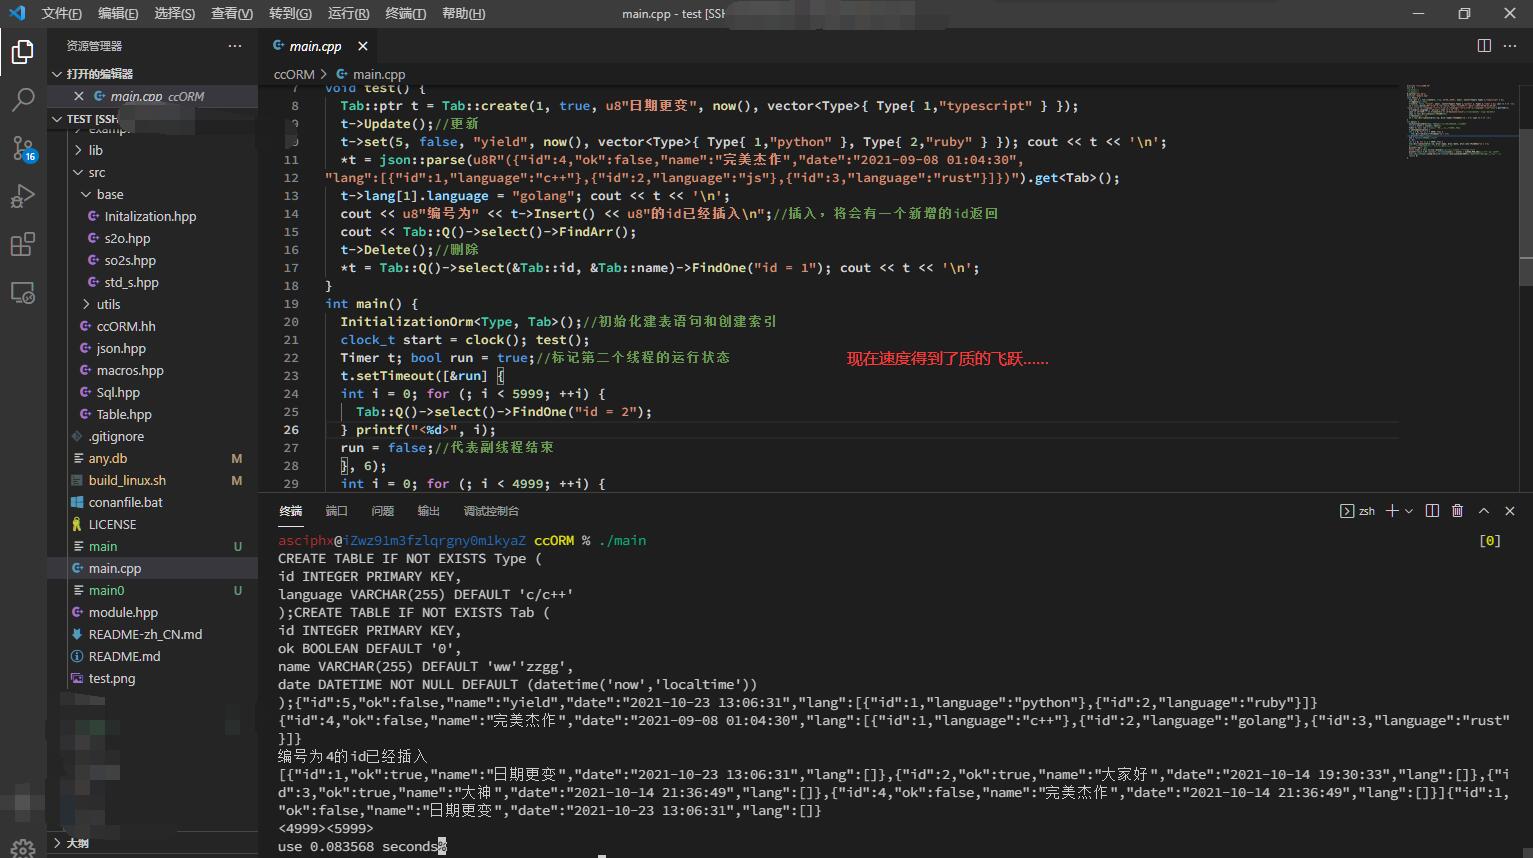 文件(F) 编辑(E) 选择(S) 查看(V) 转到(G) 运行(R) 终端(T) 帮助(H)
main.cpp - test [SSH
资源管理器
打开的编辑器
main.cpp ccORM
TEST [SSH
lib
src
base
Initalization.hpp
s2o.hpp
so2s.hpp
std_s.hpp
utils
ccORM.hh
json.hpp
macros.hpp
Sql.hpp
Table.hpp
.gitignore
any.db M
build_linux.sh M
conanfile.bat
LICENSE
main U
main.cpp
main0 U
module.hpp
README-zh_CN.md
README.md
test.png
大纲
16
main.cpp
ccORM > main.cpp
7 void test() {
8 Tab::ptr t = Tab::create(1, true, u8"日期更变", now(), vector<Type>{ Type{ 1,"typescript" } });
9 t->Update();//更新
10 t->set(5, false, "yield", now(), vector<Type>{ Type{ 1,"python" }, Type{ 2,"ruby" } }); cout << t << '\n';
11 *t = json::parse(u8R"({"id":4,"ok":false,"name":"完美杰作","date":"2021-09-08 01:04:30",
12 "lang":[{"id":1,"language":"c++"},{"id":2,"language":"js"},{"id":3,"language":"rust"}]})").get<Tab>();
13 t->lang[1].language = "golang"; cout << t << '\n';
14 cout << u8"编号为" << t->Insert() << u8"的id已经插入\n";//插入，将会有一个新增的id返回
15 cout << Tab::Q()->select()->FindArr();
16 t->Delete();//删除
17 *t = Tab::Q()->select(&Tab::id, &Tab::name)->FindOne("id = 1"); cout << t << '\n';
18 }
19 int main() {
20 InitializationOrm<Type, Tab>();//初始化建表语句和创建索引
21 clock_t start = clock(); test();
22 Timer t; bool run = true;//标记第二个线程的运行状态
现在速度得到了质的飞跃......
23 t.setTimeout([&run] {
24 int i = 0; for (; i < 5999; ++i) {
25 Tab::Q()->select()->FindOne("id = 2");
26 } printf("<%d>", i);
27 run = false;//代表副线程结束
28 }, 6);
29 int i = 0; for (; i < 4999; ++i) {
终端 端口 问题 输出 调试控制台
zsh
asciphx@iZwz91m3fzlqrgny0m1kyaZ ccORM % ./main [0]
CREATE TABLE IF NOT EXISTS Type (
id INTEGER PRIMARY KEY,
language VARCHAR(255) DEFAULT 'c/c++'
);CREATE TABLE IF NOT EXISTS Tab (
id INTEGER PRIMARY KEY,
ok BOOLEAN DEFAULT '0',
name VARCHAR(255) DEFAULT 'ww''zzgg',
date DATETIME NOT NULL DEFAULT (datetime('now','localtime'))
);{"id":5,"ok":false,"name":"yield","date":"2021-10-23 13:06:31","lang":[{"id":1,"language":"python"},{"id":2,"language":"ruby"}]}
{"id":4,"ok":false,"name":"完美杰作","date":"2021-09-08 01:04:30","lang":[{"id":1,"language":"c++"},{"id":2,"language":"golang"},{"id":3,"language":"rust"
}]}
编号为4的id已经插入
[{"id":1,"ok":true,"name":"日期更变","date":"2021-10-23 13:06:31","lang":[]},{"id":2,"ok":true,"name":"大家好","date":"2021-10-14 19:30:33","lang":[]},{"i
d":3,"ok":true,"name":"大神","date":"2021-10-14 21:36:49","lang":[]},{"id":4,"ok":false,"name":"完美杰作","date":"2021-10-14 21:36:49","lang":[]}]{"id":1,
"ok":false,"name":"日期更变","date":"2021-10-23 13:06:31","lang":[]}
<4999><5999>
use 0.083568 seconds%